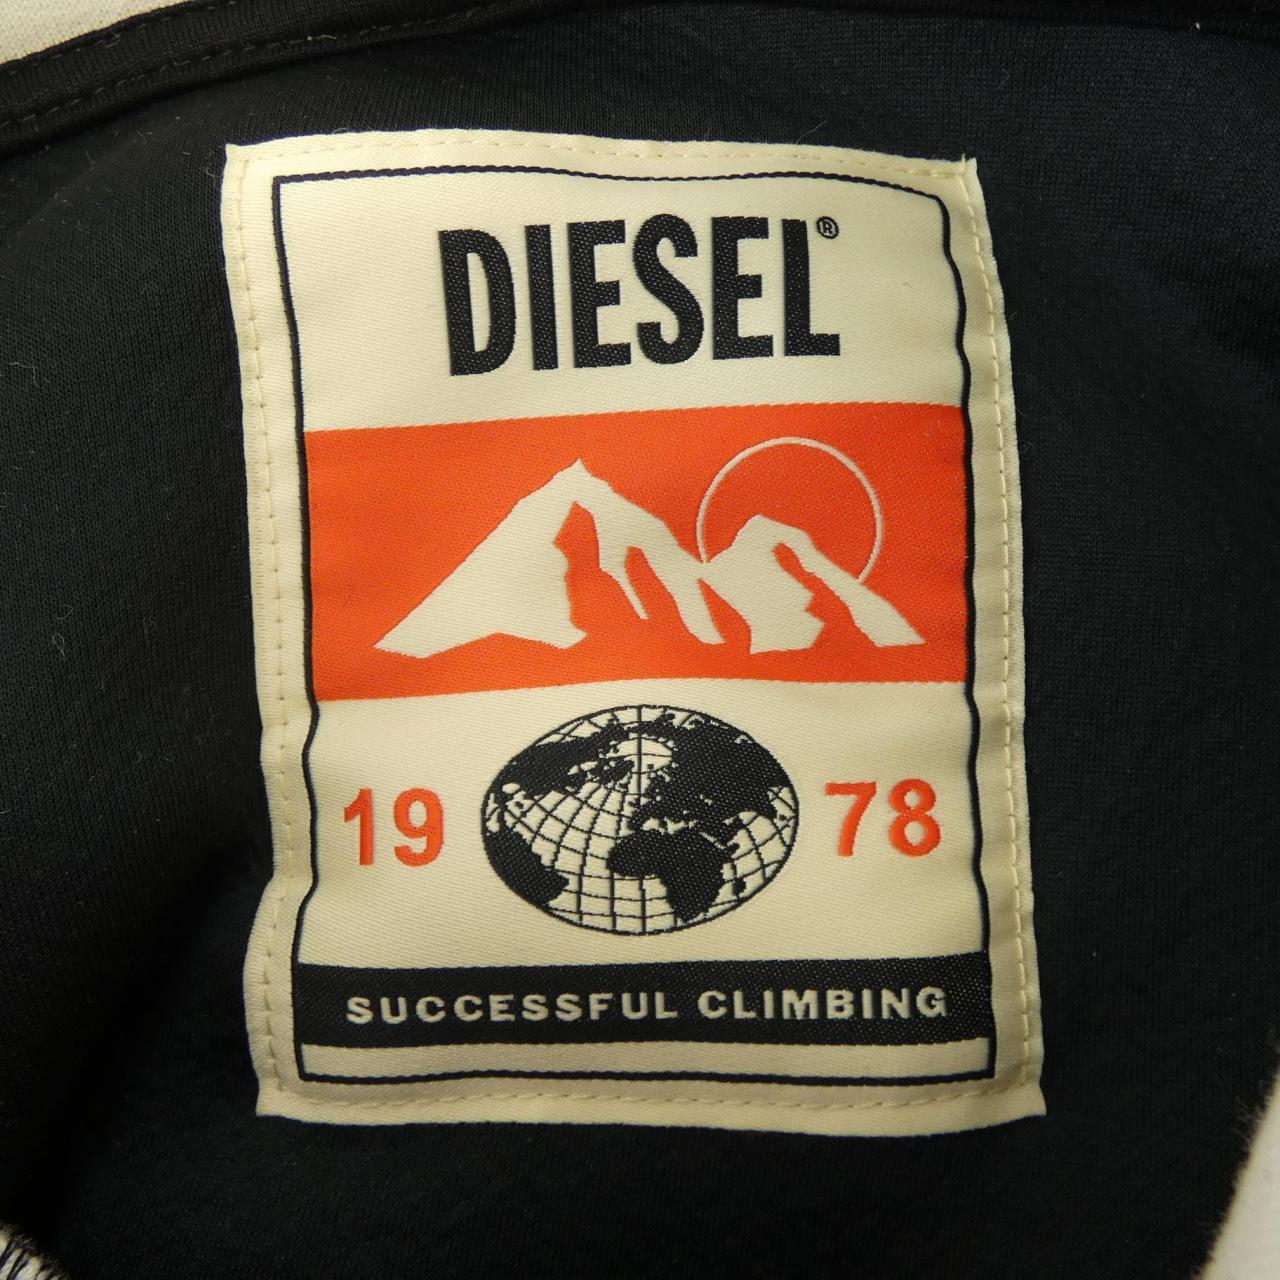 DIESEL®
19 78
SUCCESSFUL CLIMBING